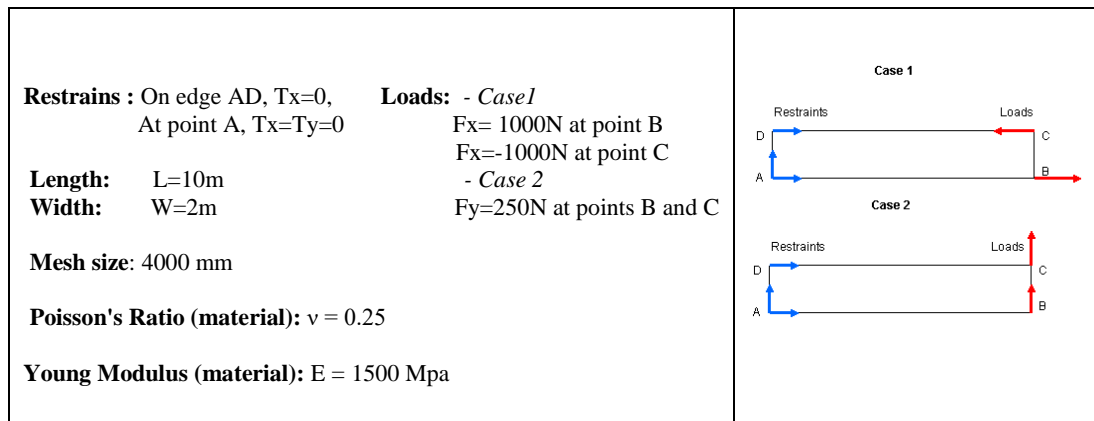 Restrains : On edge AD, Tx=0,
At point A, Tx=Ty=0
Length: L=10m
Width: W=2m
Mesh size: 4000 mm
Poisson's Ratio (material): ν = 0.25
Young Modulus (material): E = 1500 Mpa
Loads: - Case1
Fx= 1000N at point B
Fx=-1000N at point C
- Case 2
Fy=250N at points B and C
Case 1
Restraints Loads
D C
A B
Case 2
Restraints Loads
D C
A B